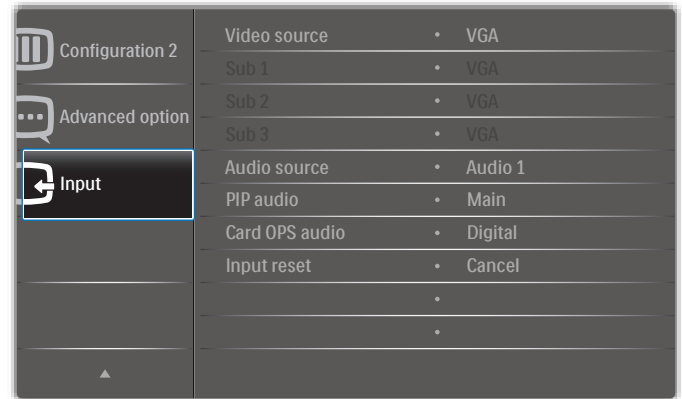 Configuration 2
Advanced option
Input
Video source • VGA
Sub 1 • VGA
Sub 2 • VGA
Sub 3 • VGA
Audio source • Audio 1
PIP audio • Main
Card OPS audio • Digital
Input reset • Cancel
•
•